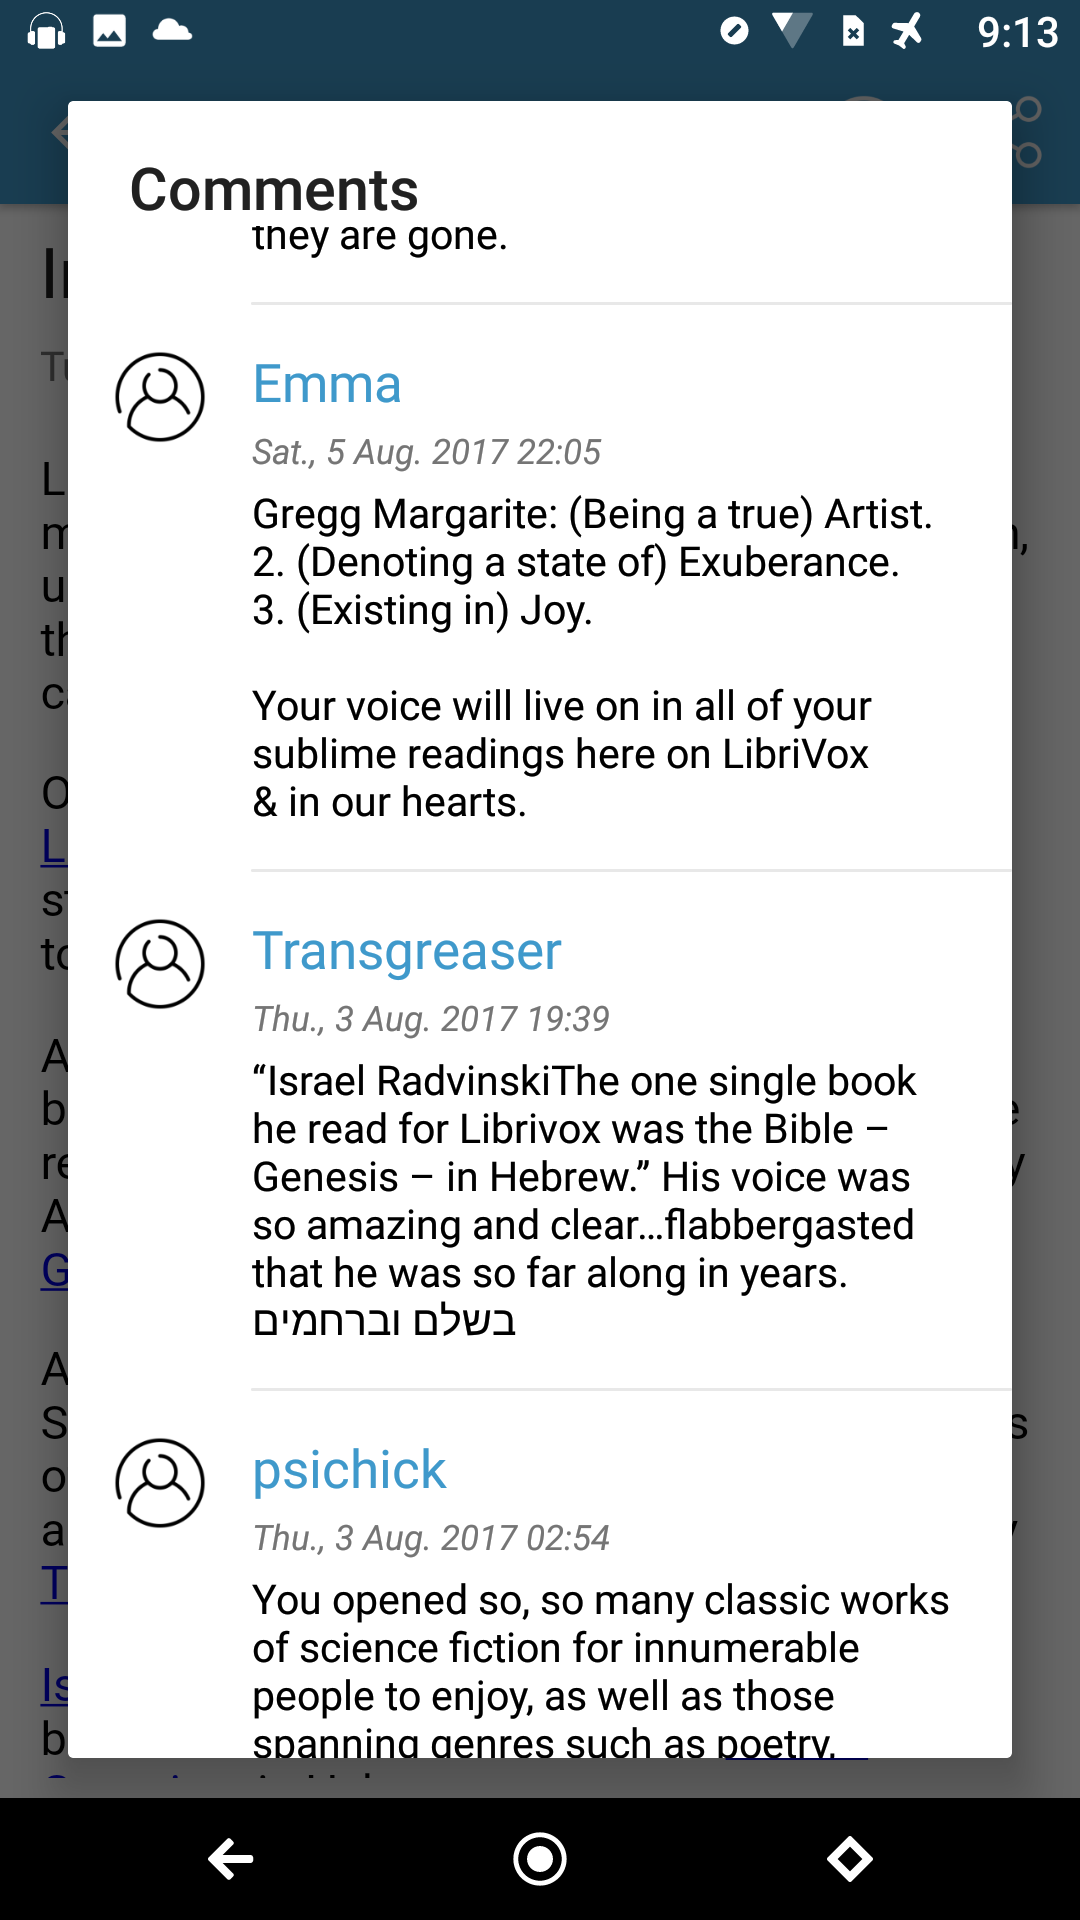 9:13
Comments
they are gone.
Emma
Sat., 5 Aug. 2017 22:05
Gregg Margarite: (Being a true) Artist.
2. (Denoting a state of) Exuberance.
3. (Existing in) Joy.
Your voice will live on in all of your
sublime readings here on LibriVox
& in our hearts.
Transgreaser
Thu., 3 Aug. 2017 19:39
“Israel RadvinskiThe one single book
he read for Librivox was the Bible –
Genesis – in Hebrew.” His voice was
so amazing and clear…flabbergasted
that he was so far along in years.
בשלם וברחמים
psichick
Thu., 3 Aug. 2017 02:54
You opened so, so many classic works
of science fiction for innumerable
people to enjoy, as well as those
spanning genres such as poetry,